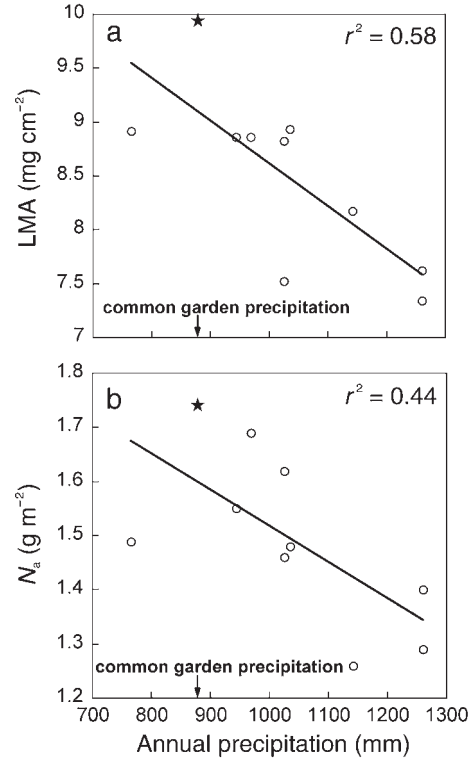 10
a
r² = 0.58
9.5
9
8.5
8
7.5
7
LMA (mg cm⁻²)
common garden precipitation
1.8
b
r² = 0.44
1.7
1.6
1.5
1.4
1.3
1.2
Nₐ (g m⁻²)
common garden precipitation
700 800 900 1000 1100 1200 1300
Annual precipitation (mm)